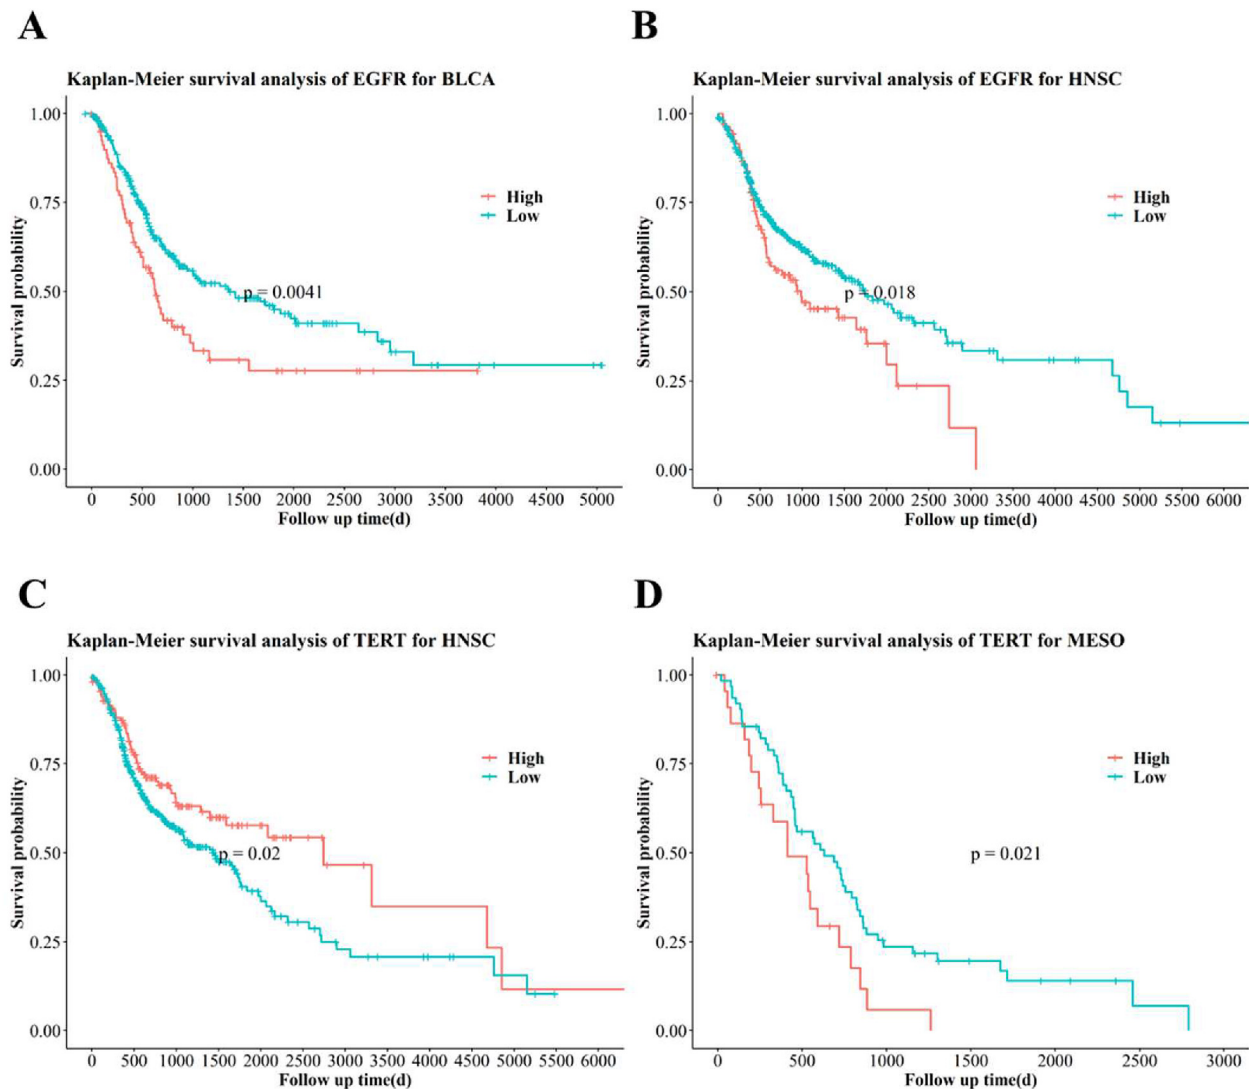 A
Kaplan-Meier survival analysis of EGFR for BLCA
Survival probability
1.00
0.75
0.50
0.25
0.00
High
Low
p = 0.0041
0 500 1000 1500 2000 2500 3000 3500 4000 4500 5000
Follow up time(d)
B
Kaplan-Meier survival analysis of EGFR for HNSC
Survival probability
1.00
0.75
0.50
0.25
0.00
High
Low
p = 0.018
0 500 1000 1500 2000 2500 3000 3500 4000 4500 5000 5500 6000
Follow up time(d)
C
Kaplan-Meier survival analysis of TERT for HNSC
Survival probability
1.00
0.75
0.50
0.25
0.00
High
Low
p = 0.02
0 500 1000 1500 2000 2500 3000 3500 4000 4500 5000 5500 6000
Follow up time(d)
D
Kaplan-Meier survival analysis of TERT for MESO
Survival probability
1.00
0.75
0.50
0.25
0.00
High
Low
p = 0.021
0 500 1000 1500 2000 2500 3000
Follow up time(d)